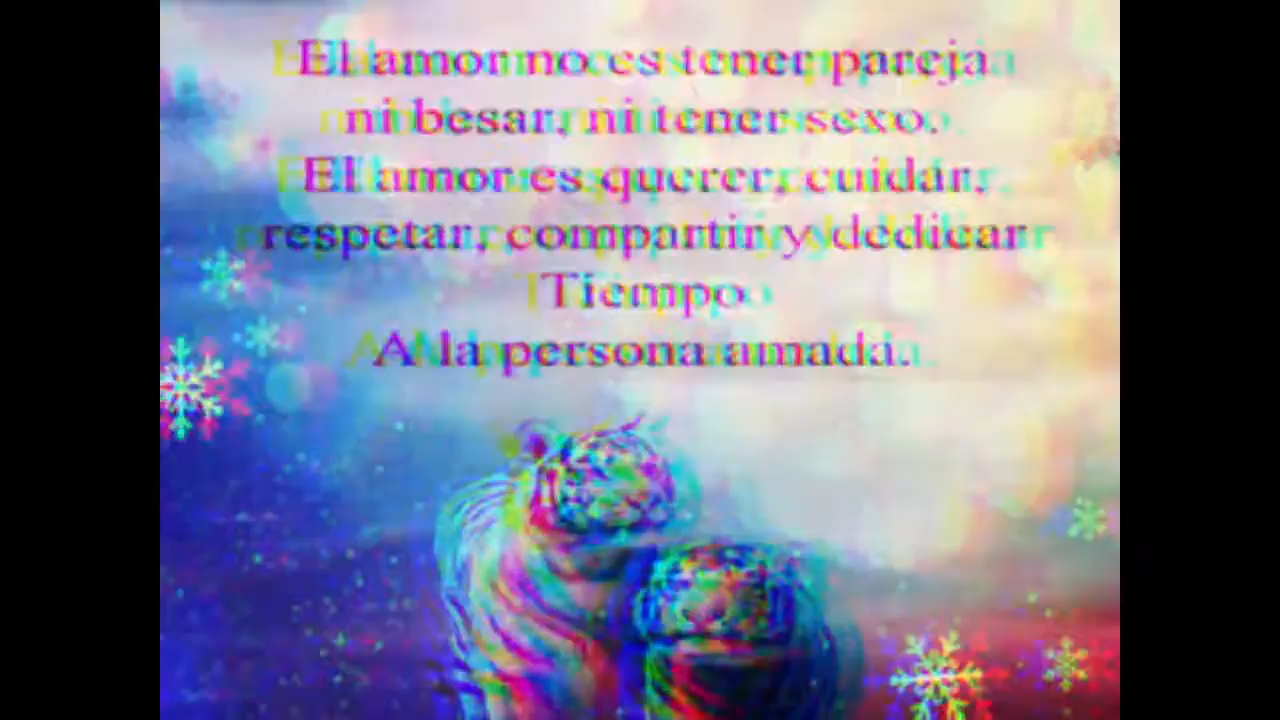 El amor no es tener pareja
ni besar, ni tener sexo.
El amor es querer, cuidar,
respetar, compartir y dedicar
Tiempo
A la persona amada.